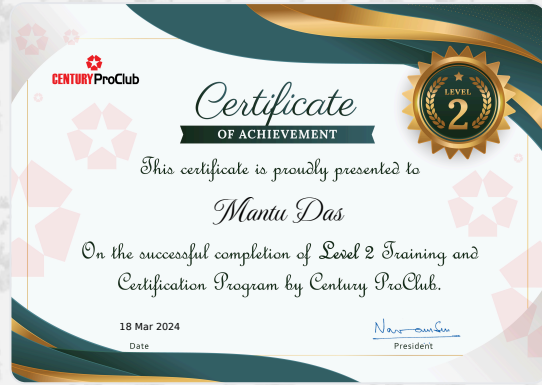 CENTURY ProClub
LEVEL
2
Certificate
OF ACHIEVEMENT
This certificate is proudly presented to
Mantu Das
On the successful completion of Level 2 Training and
Certification Program by Century ProClub.
18 Mar 2024
Date
President